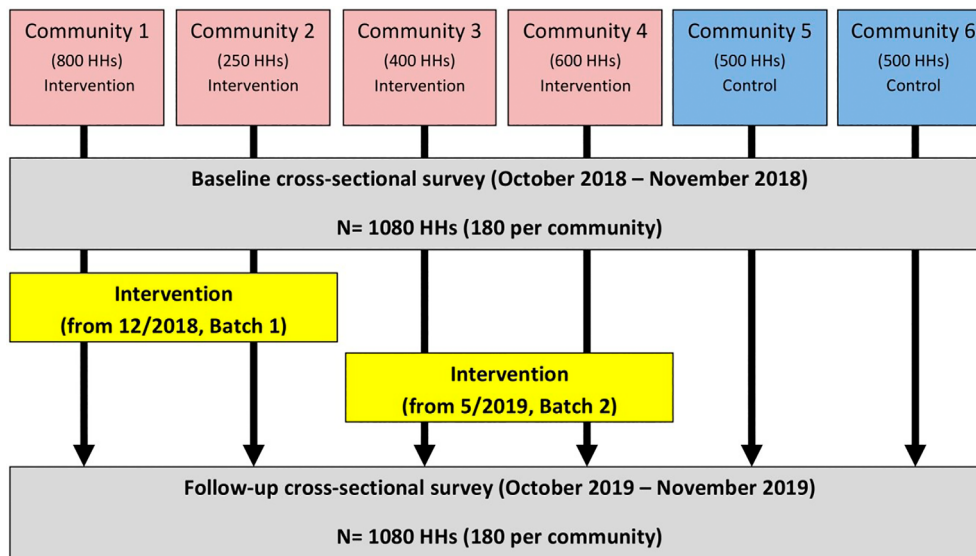 Community 1
(800 HHs)
Intervention
Community 2
(250 HHs)
Intervention
Community 3
(400 HHs)
Intervention
Community 4
(600 HHs)
Intervention
Community 5
(500 HHs)
Control
Community 6
(500 HHs)
Control
Baseline cross-sectional survey (October 2018 – November 2018)
N= 1080 HHs (180 per community)
Intervention
(from 12/2018, Batch 1)
Intervention
(from 5/2019, Batch 2)
Follow-up cross-sectional survey (October 2019 – November 2019)
N= 1080 HHs (180 per community)